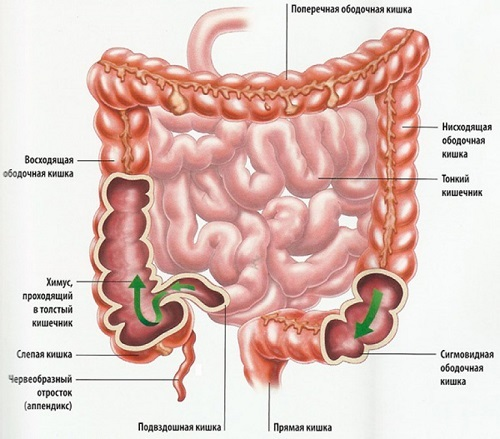 Поперечная ободочная кишка
Нисходящая
ободочная
кишка
Восходящая
ободочная кишка
Тонкий
кишечник
Химус,
проходящий
в толстый
кишечник
Слепая кишка
Сигмовидная
ободочная
кишка
Червеобразный
отросток
(аппендикс)
Подвздошная кишка
Прямая кишка